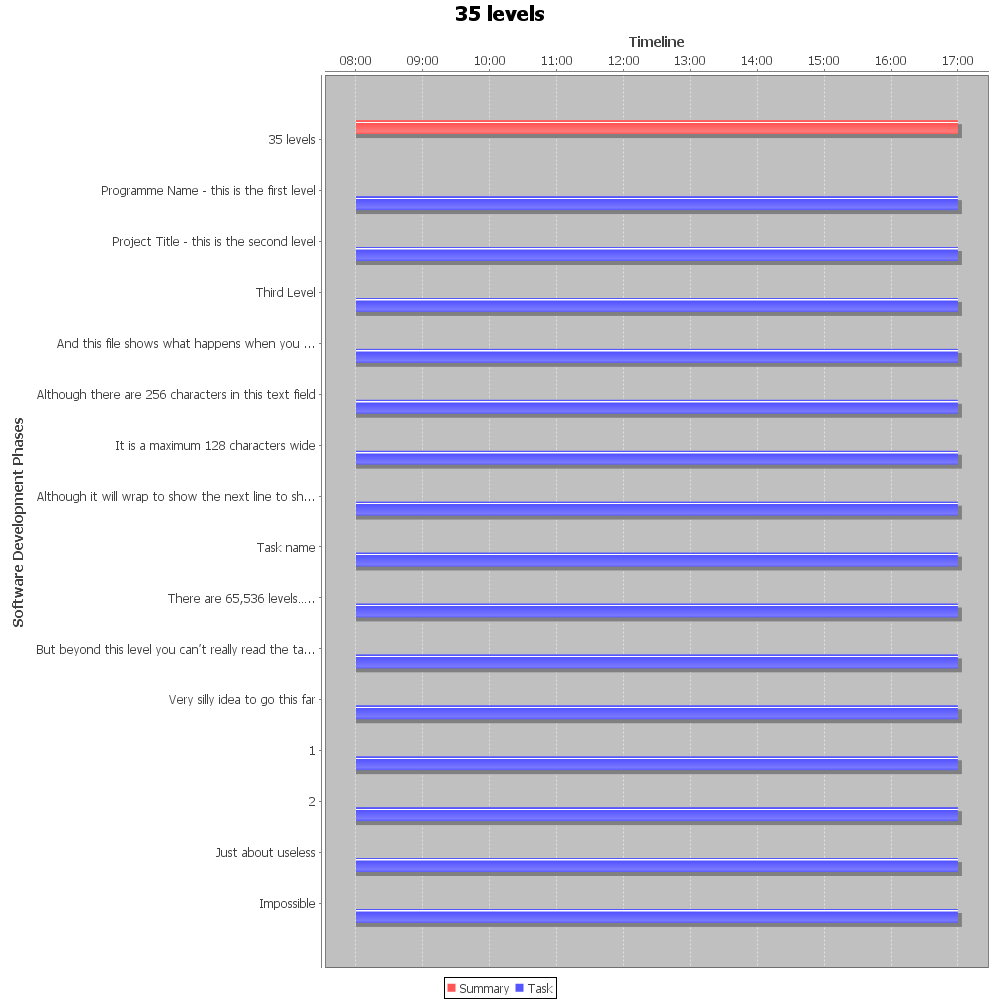 35 levels
Timeline
08:00 09:00 10:00 11:00 12:00 13:00 14:00 15:00 16:00 17:00
Software Development Phases
35 levels
Programme Name - this is the first level
Project Title - this is the second level
Third Level
And this file shows what happens when you ...
Although there are 256 characters in this text field
It is a maximum 128 characters wide
Although it will wrap to show the next line to sh...
Task name
There are 65,536 levels.....
But beyond this level you can't really read the ta...
Very silly idea to go this far
1
2
Just about useless
Impossible
Summary Task